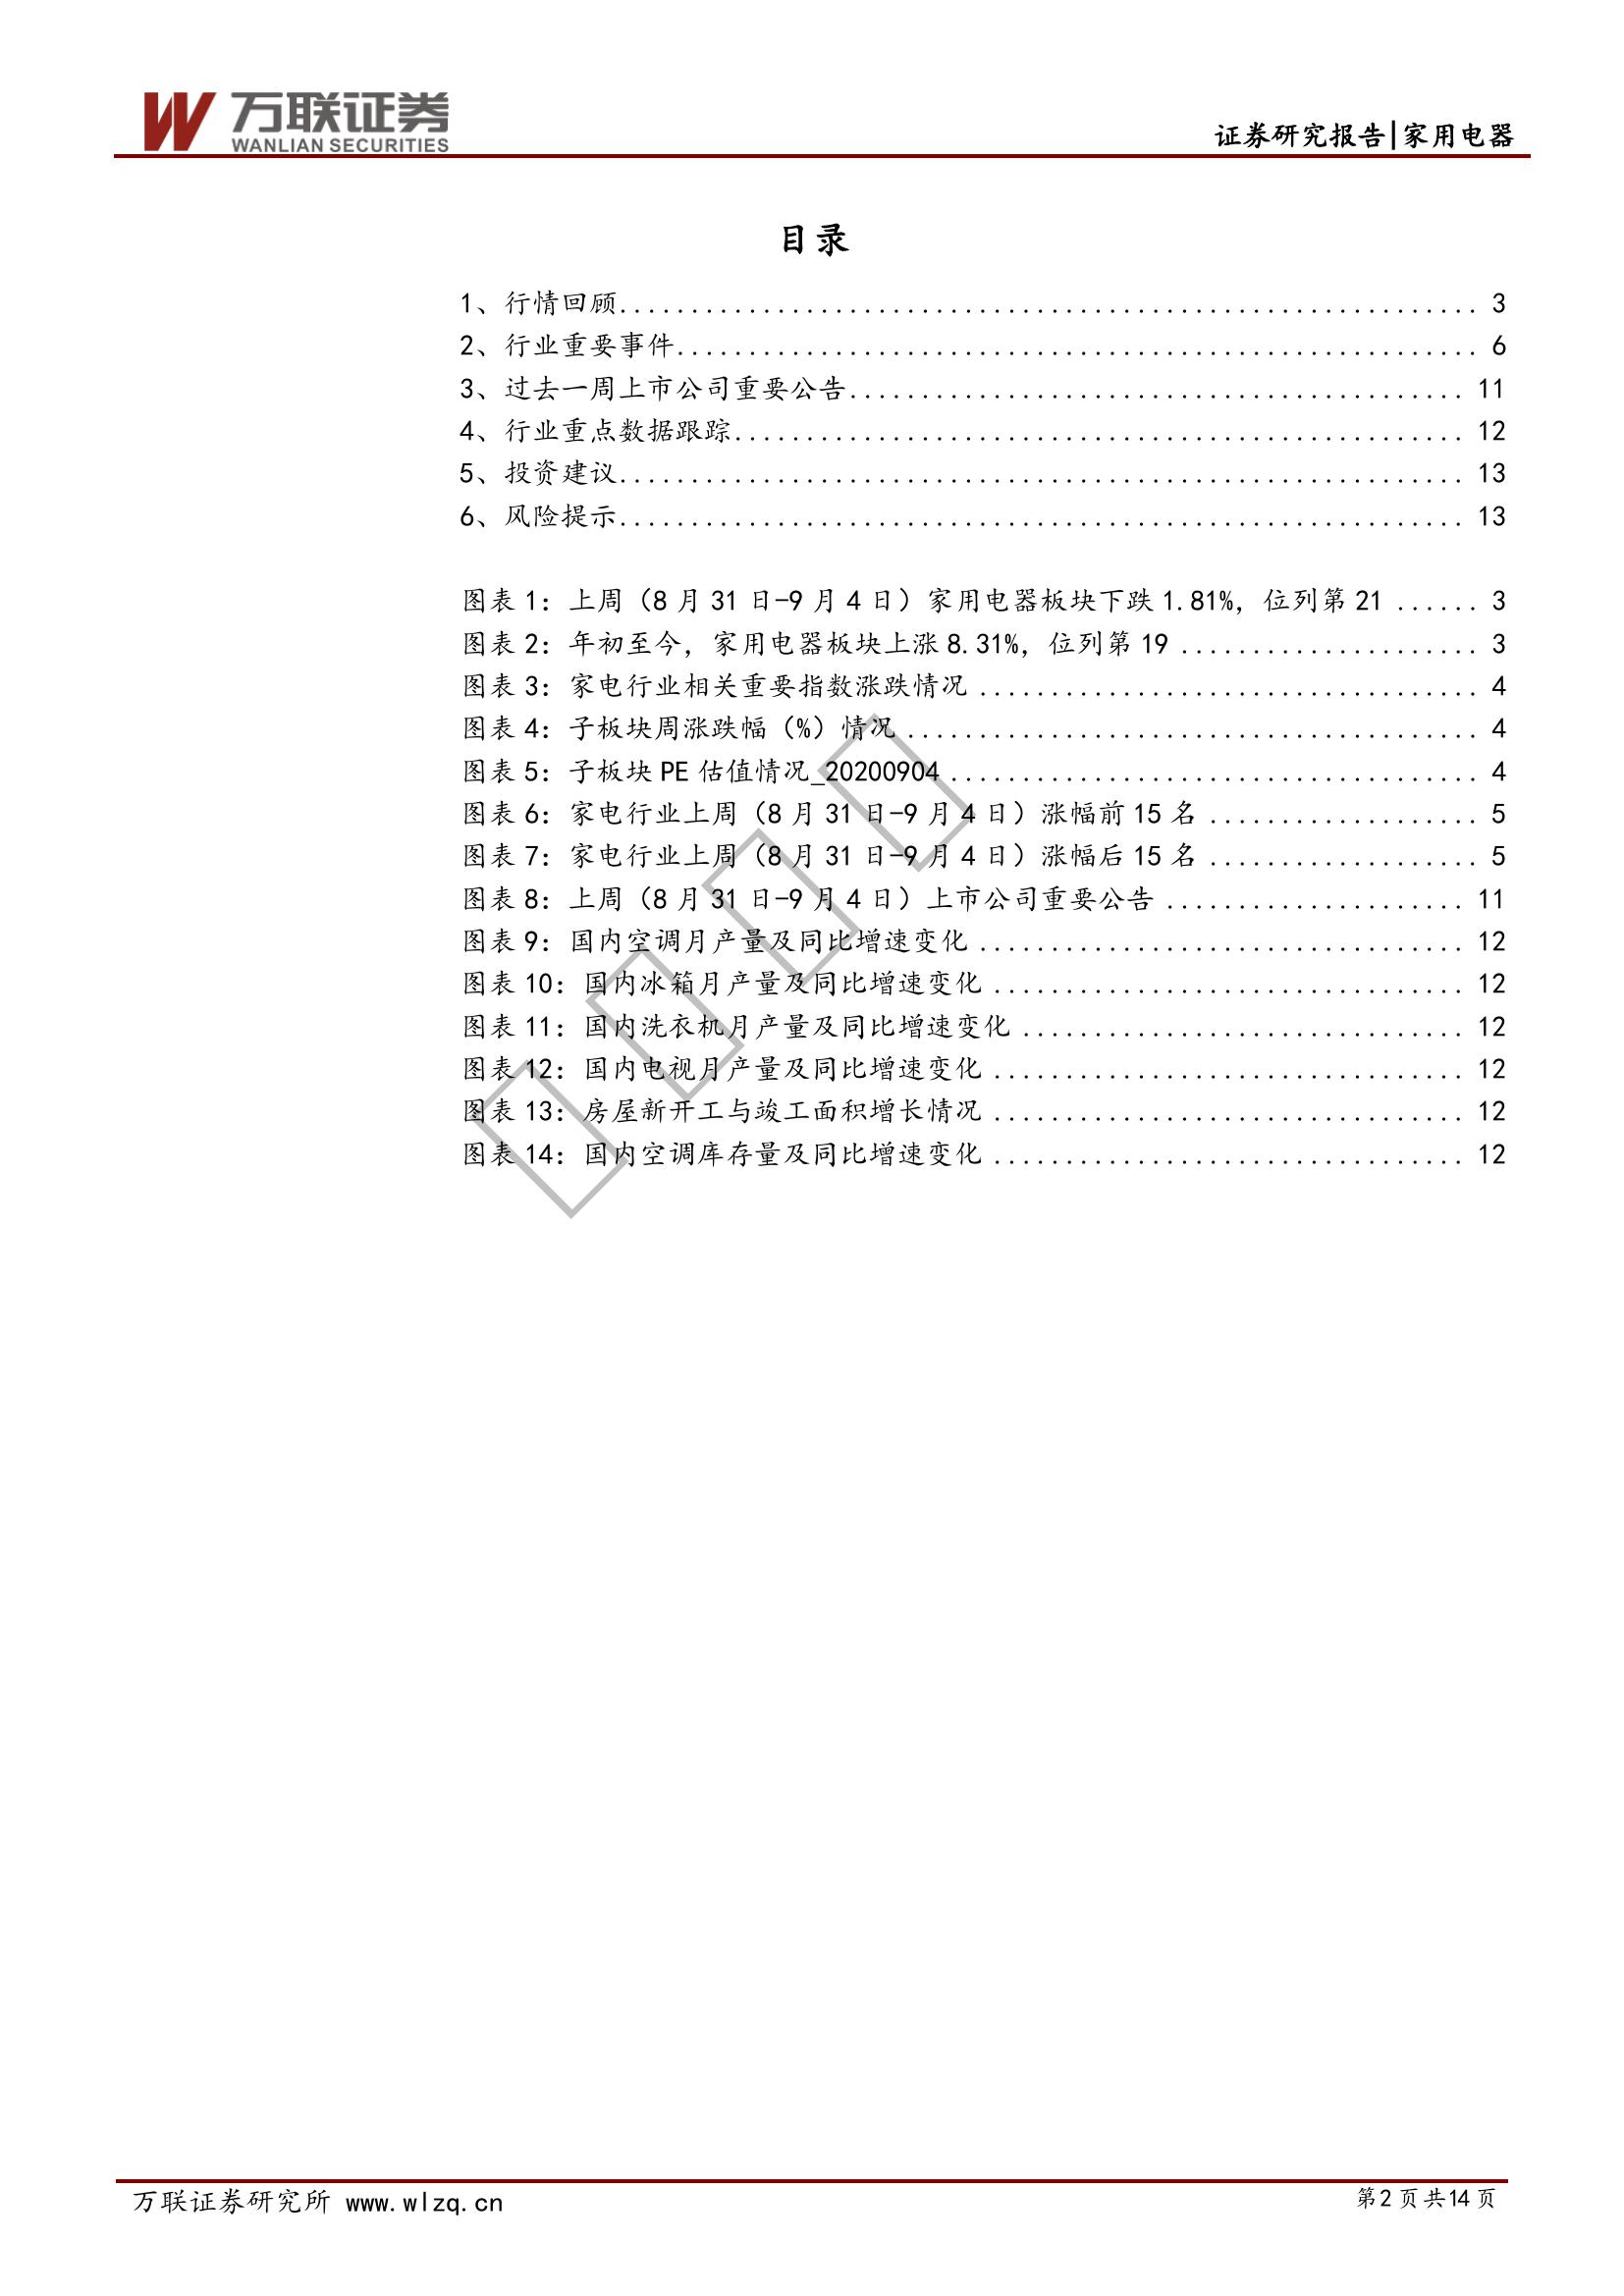 万联证券
WANLIAN SECURITIES
证券研究报告|家用电器
目录
1、行情回顾............................................................ 3
2、行业重要事件........................................................ 6
3、过去一周上市公司重要公告........................................... 11
4、行业重点数据跟踪................................................... 12
5、投资建议........................................................... 13
6、风险提示........................................................... 13
图表 1：上周（8 月 31 日-9 月 4 日）家用电器板块下跌 1.81%，位列第 21 ...... 3
图表 2：年初至今，家用电器板块上涨 8.31%，位列第 19 ..................... 3
图表 3：家电行业相关重要指数涨跌情况 ................................... 4
图表 4：子板块周涨跌幅（%）情况 ........................................ 4
图表 5：子板块 PE 估值情况_20200904 ..................................... 4
图表 6：家电行业上周（8 月 31 日-9 月 4 日）涨幅前 15 名 ................... 5
图表 7：家电行业上周（8 月 31 日-9 月 4 日）涨幅后 15 名 ................... 5
图表 8：上周（8 月 31 日-9 月 4 日）上市公司重要公告 ..................... 11
图表 9：国内空调月产量及同比增速变化 .................................. 12
图表 10：国内冰箱月产量及同比增速变化 ................................. 12
图表 11：国内洗衣机月产量及同比增速变化 ............................... 12
图表 12：国内电视月产量及同比增速变化 ................................. 12
图表 13：房屋新开工与竣工面积增长情况 ................................. 12
图表 14：国内空调库存量及同比增速变化 ................................. 12
万联证券研究所 www.wlzq.cn
第 2 页 共 14 页